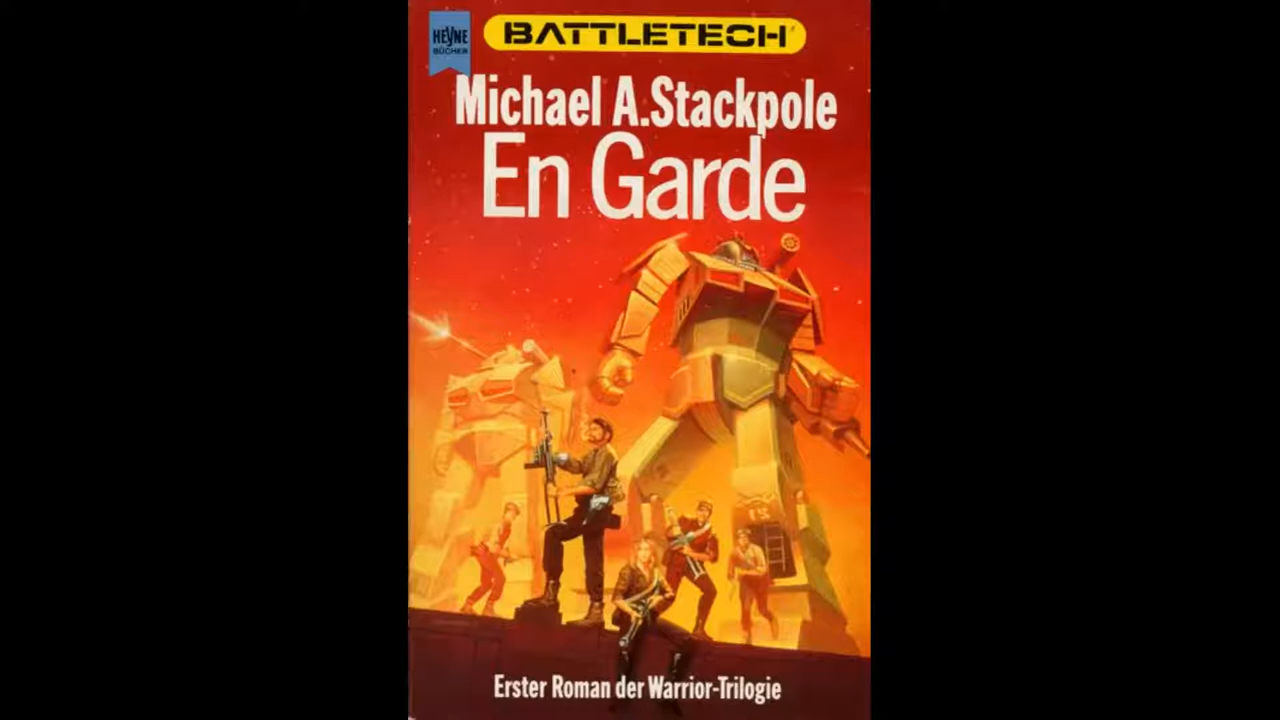 BATTLETECH
HEYNE
BÜCHER
Michael A.Stackpole
En Garde
Erster Roman der Warrior-Trilogie